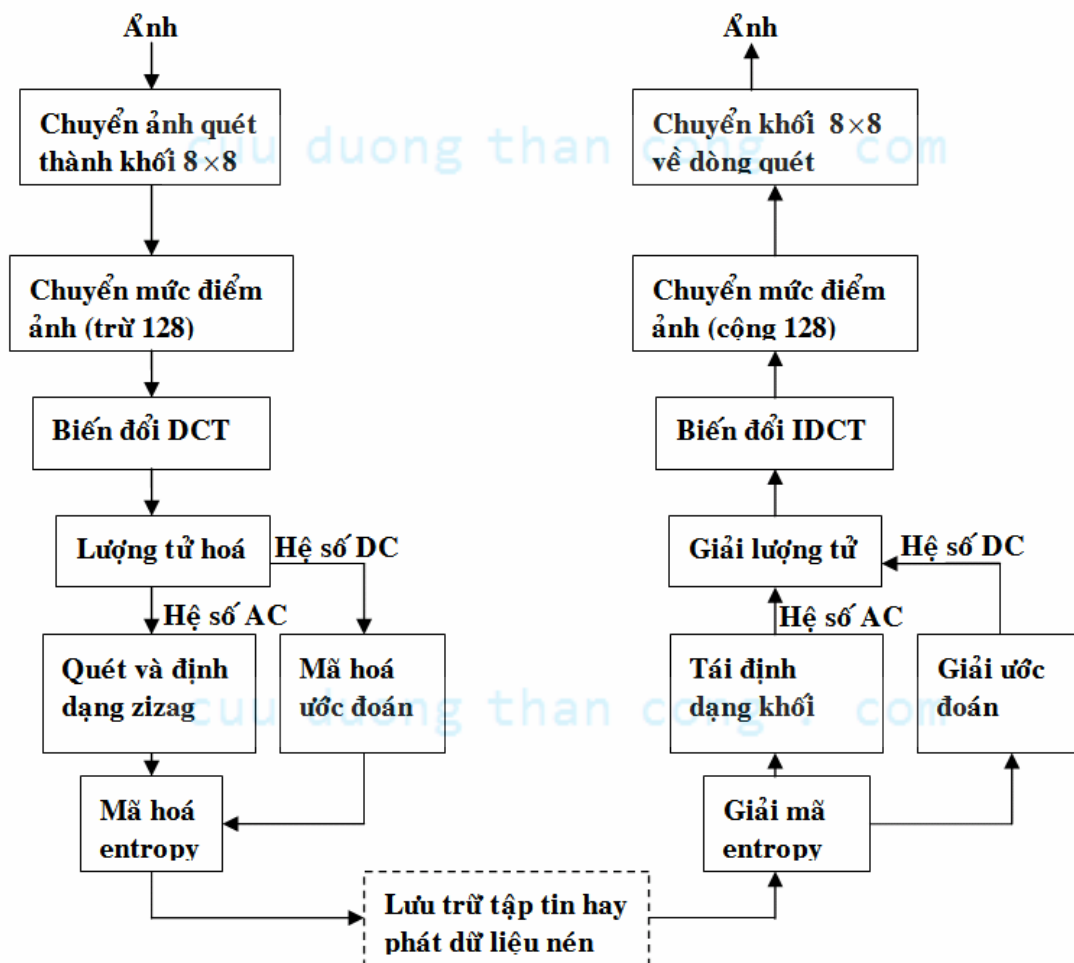 Ảnh
Chuyển ảnh quét
thành khối 8×8
Chuyển mức điểm
ảnh (trừ 128)
Biến đổi DCT
Lượng tử hoá
Hệ số DC
Hệ số AC
Quét và định
dạng zizag
Mã hoá
ước đoán
Mã hoá
entropy
Lưu trữ tập tin hay
phát dữ liệu nén
Ảnh
Chuyển khối 8×8
về dòng quét
Chuyển mức điểm
ảnh (cộng 128)
Biến đổi IDCT
Giải lượng tử
Hệ số DC
Hệ số AC
Tái định
dạng khối
Giải ước
đoán
Giải mã
entropy
cuu duong than cong . com
cuu duong than cong . com